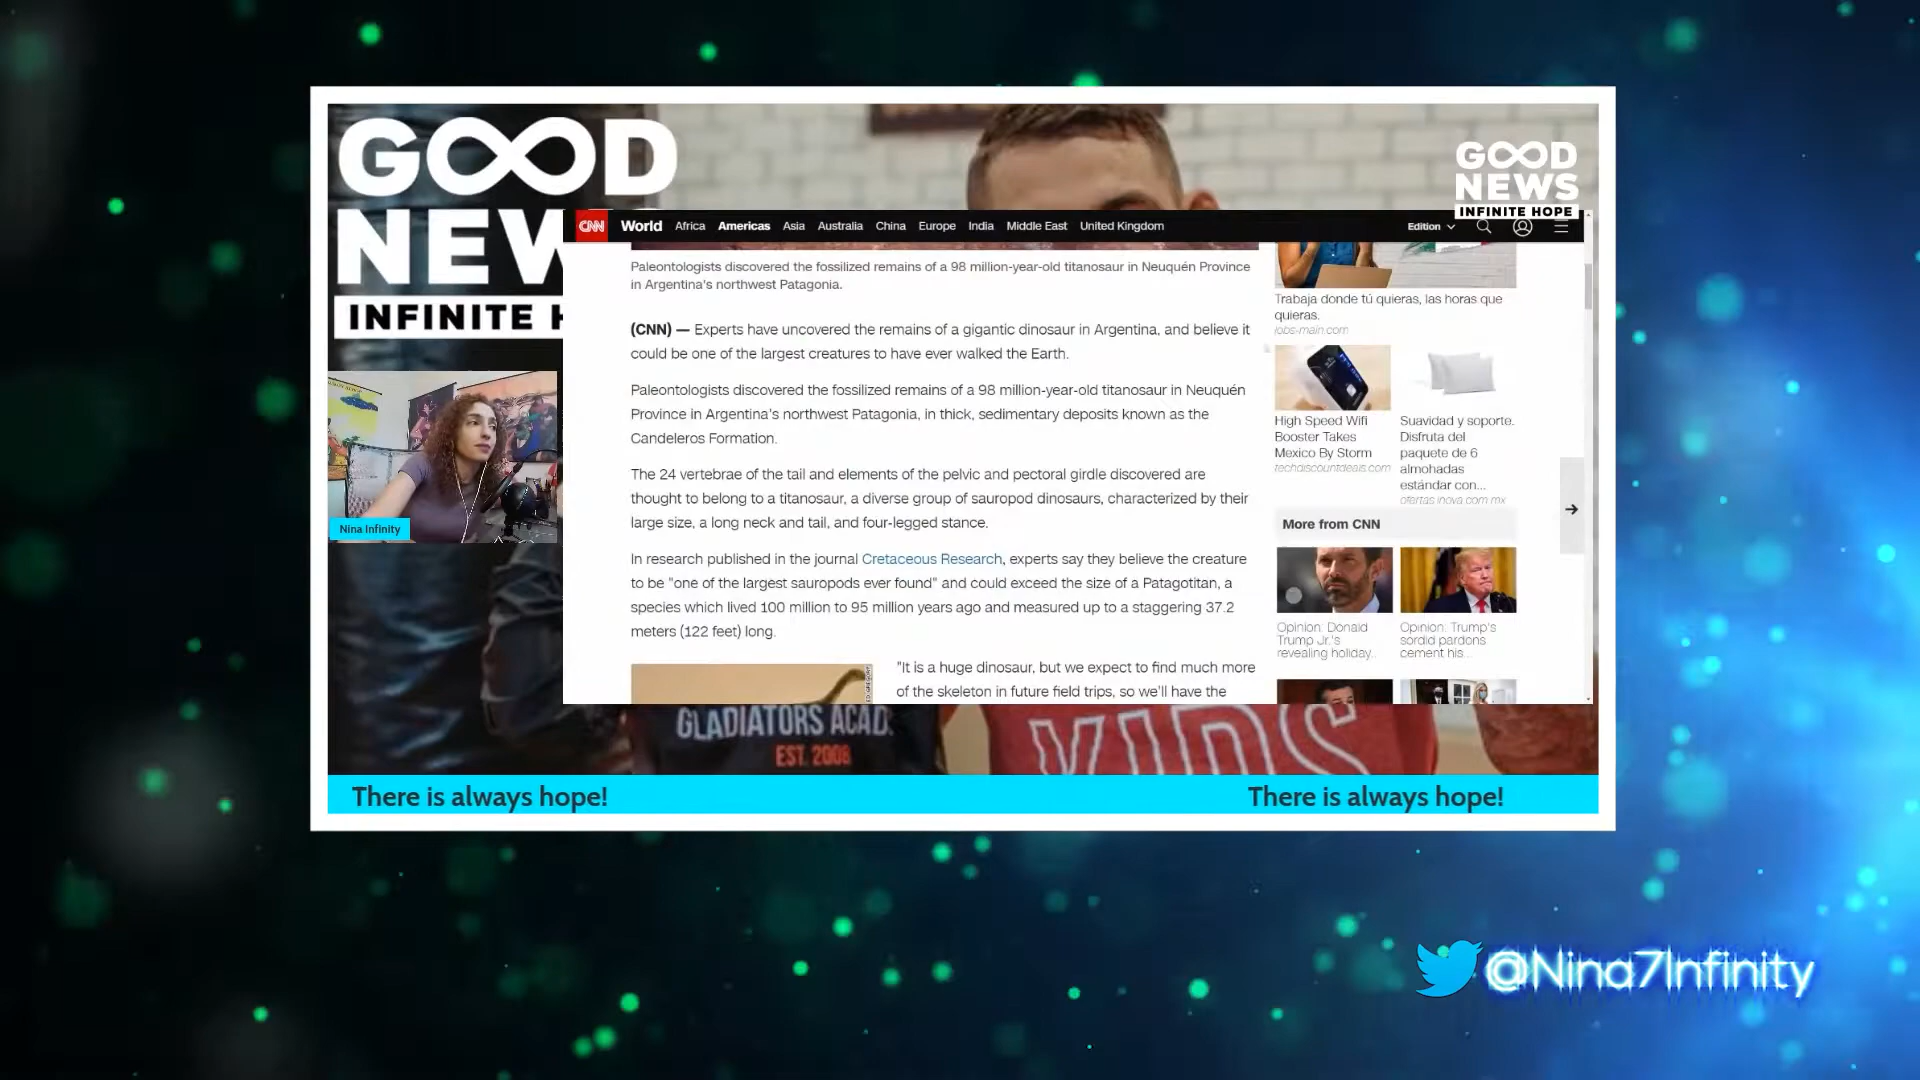 GOOD
NEWS
INFINITE HOPE
GOOD
NEW
INFINITE H
CNN World Africa Americas Asia Australia China Europe India Middle East United Kingdom Edition
Paleontologists discovered the fossilized remains of a 98 million-year-old titanosaur in Neuquén Province
in Argentina's northwest Patagonia.
(CNN) — Experts have uncovered the remains of a gigantic dinosaur in Argentina, and believe it
could be one of the largest creatures to have ever walked the Earth.
Paleontologists discovered the fossilized remains of a 98 million-year-old titanosaur in Neuquén
Province in Argentina's northwest Patagonia, in thick, sedimentary deposits known as the
Candeleros Formation.
The 24 vertebrae of the tail and elements of the pelvic and pectoral girdle discovered are
thought to belong to a titanosaur, a diverse group of sauropod dinosaurs, characterized by their
large size, a long neck and tail, and four-legged stance.
In research published in the journal Cretaceous Research, experts say they believe the creature
to be "one of the largest sauropods ever found" and could exceed the size of a Patagotitan, a
species which lived 100 million to 95 million years ago and measured up to a staggering 37.2
meters (122 feet) long.
"It is a huge dinosaur, but we expect to find much more
of the skeleton in future field trips, so we'll have the
Trabaja donde tú quieras, las horas que
quieras.
jobs-main.com
High Speed Wifi
Booster Takes
Mexico By Storm
techdiscountdeals.com
Suavidad y soporte.
Disfruta del
paquete de 6
almohadas
estándar con...
ofertas.inova.com.mx
More from CNN
Opinion: Donald
Trump Jr.'s
revealing holiday..
Opinion: Trump's
sordid pardons
cement his..
Nina Infinity
GLADIATORS ACAD.
EST. 2008
KIDS
There is always hope!
There is always hope!
@Nina7Infinity